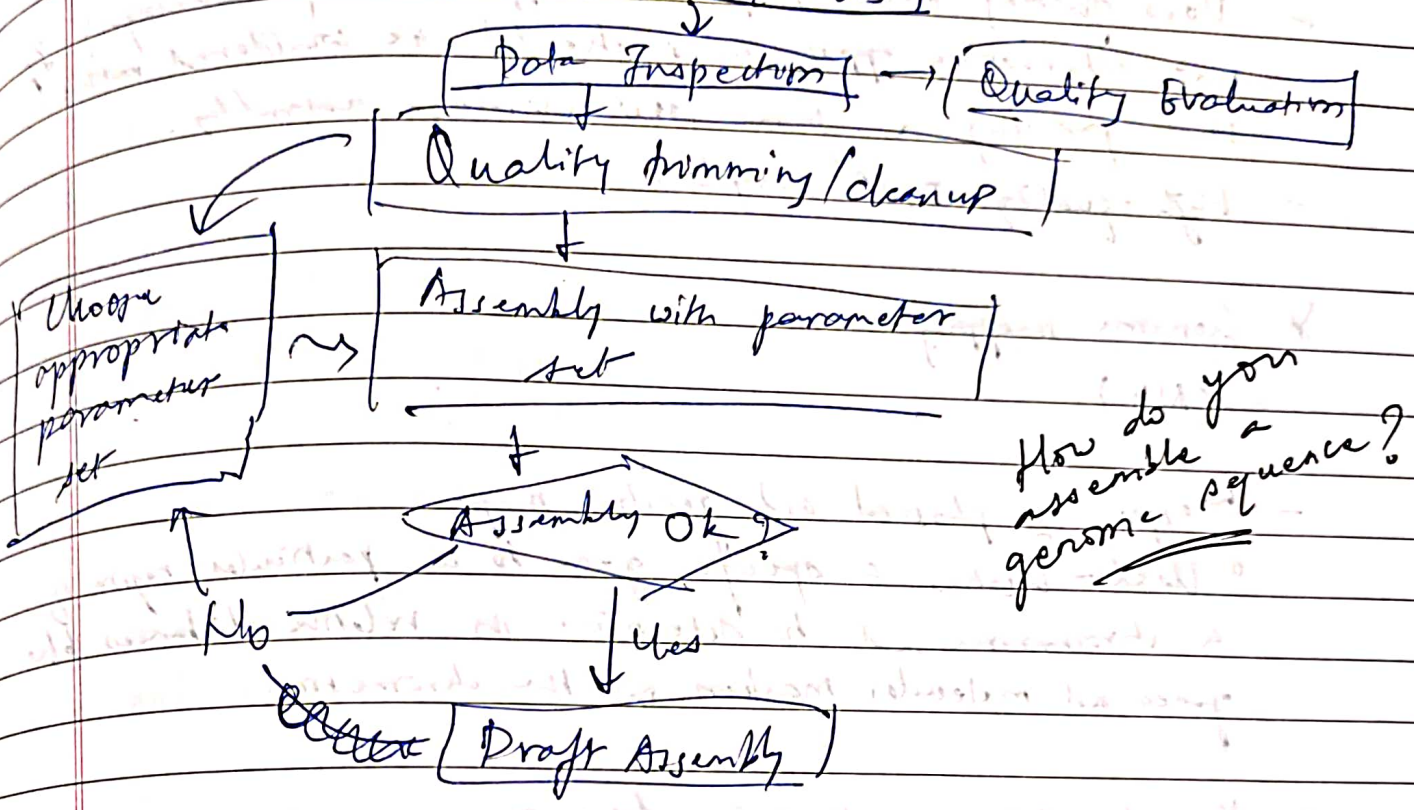 Data Inspection → Quality Evaluation
Quality trimming/cleanup
Choose
appropriate
parameter
set
Assembly with parameter
set
How do you
assemble a
genome sequence?
Assembly Ok?
No
Yes
Draft Assembly